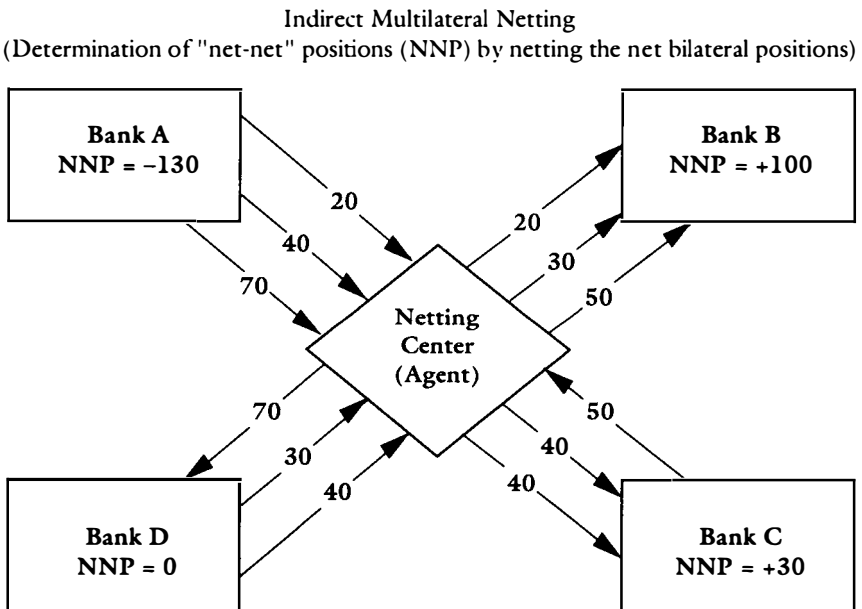 Indirect Multilateral Netting
(Determination of "net-net" positions (NNP) by netting the net bilateral positions)
Bank A
NNP = –130
Bank B
NNP = +100
20
40
70
20
30
50
Netting
Center
(Agent)
70
30
40
50
40
40
Bank D
NNP = 0
Bank C
NNP = +30